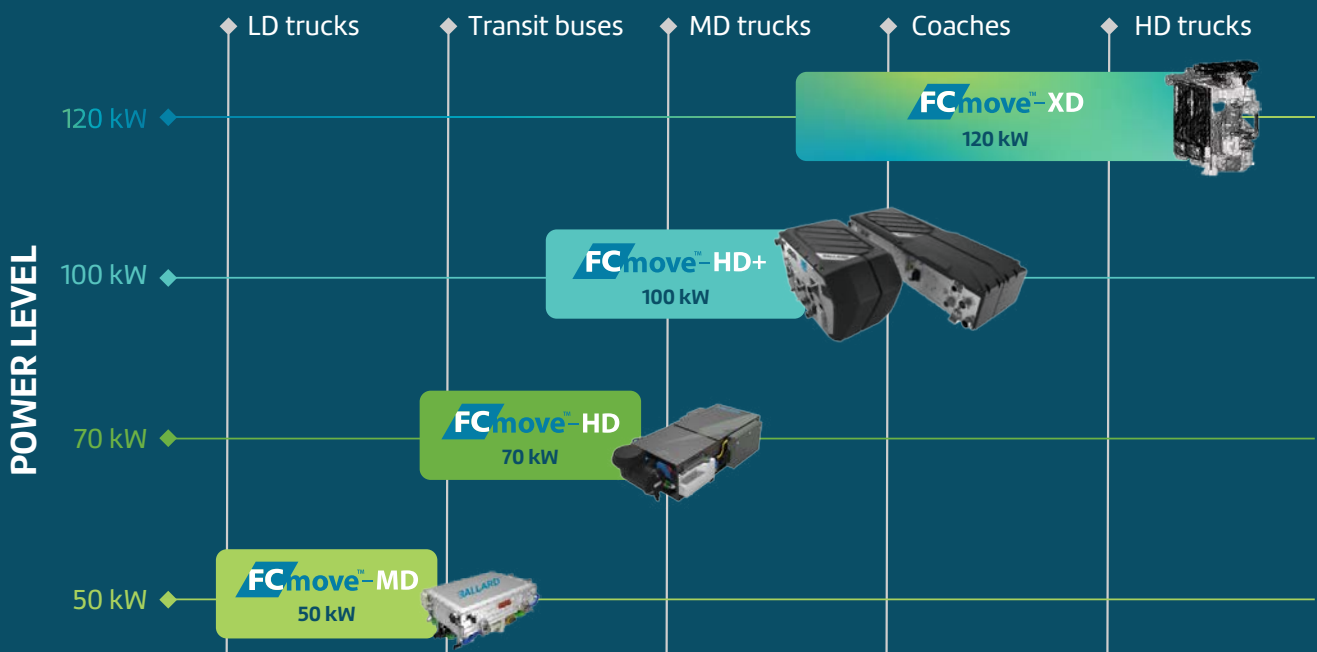 LD trucks
Transit buses
MD trucks
Coaches
HD trucks
POWER LEVEL
120 kW
FCmove™-XD
120 kW
100 kW
FCmove™-HD+
100 kW
70 kW
FCmove™-HD
70 kW
50 kW
FCmove™-MD
50 kW
BALLARD